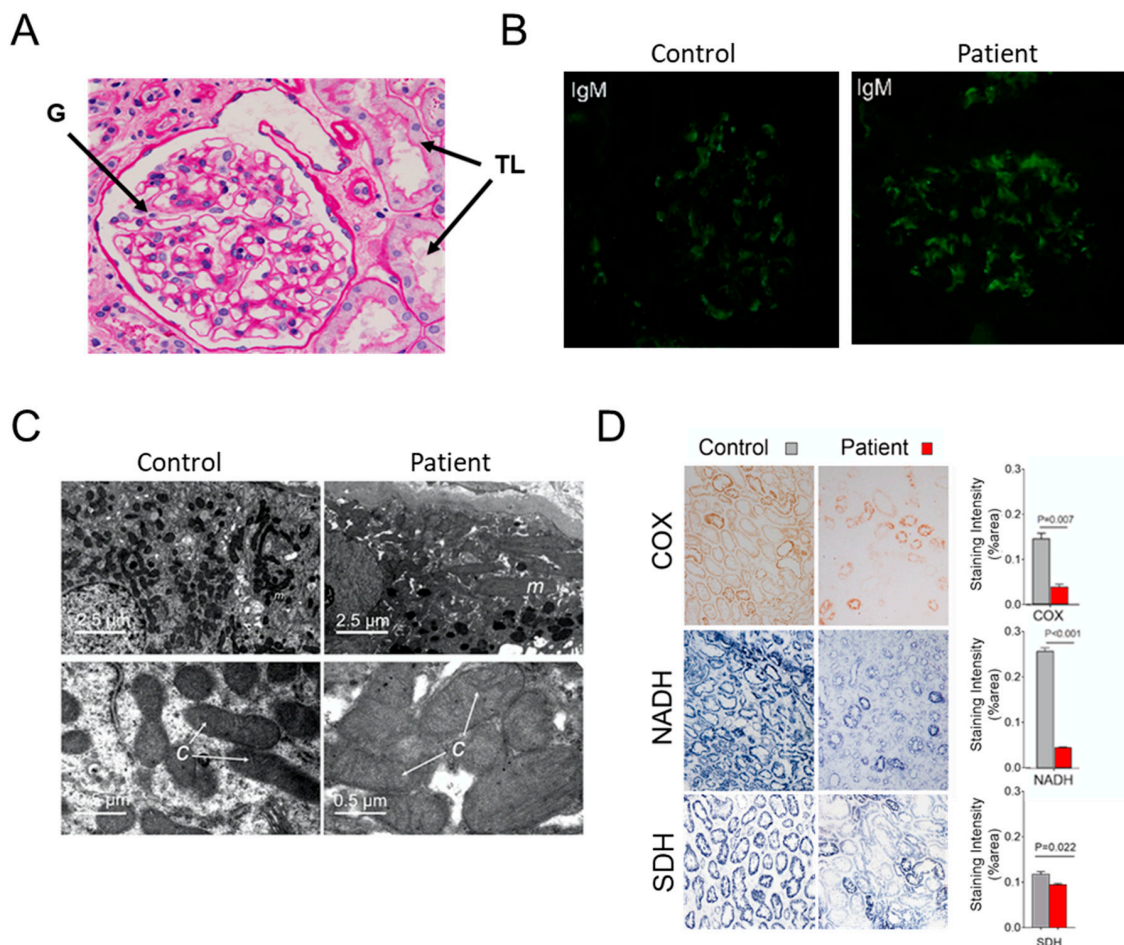 A
G
TL
B
Control
Patient
IgM
IgM
C
Control
Patient
m
2.5 µm
m
2.5 µm
C
0.5 µm
C
0.5 µm
D
Control
Patient
COX
NADH
SDH
Staining Intensity
(%area)
0.3
0.2
0.1
0.0
P=0.007
COX
Staining Intensity
(%area)
0.3
0.2
0.1
0.0
P<0.001
NADH
Staining Intensity
(%area)
0.3
0.2
0.1
0.0
P=0.022
SDH